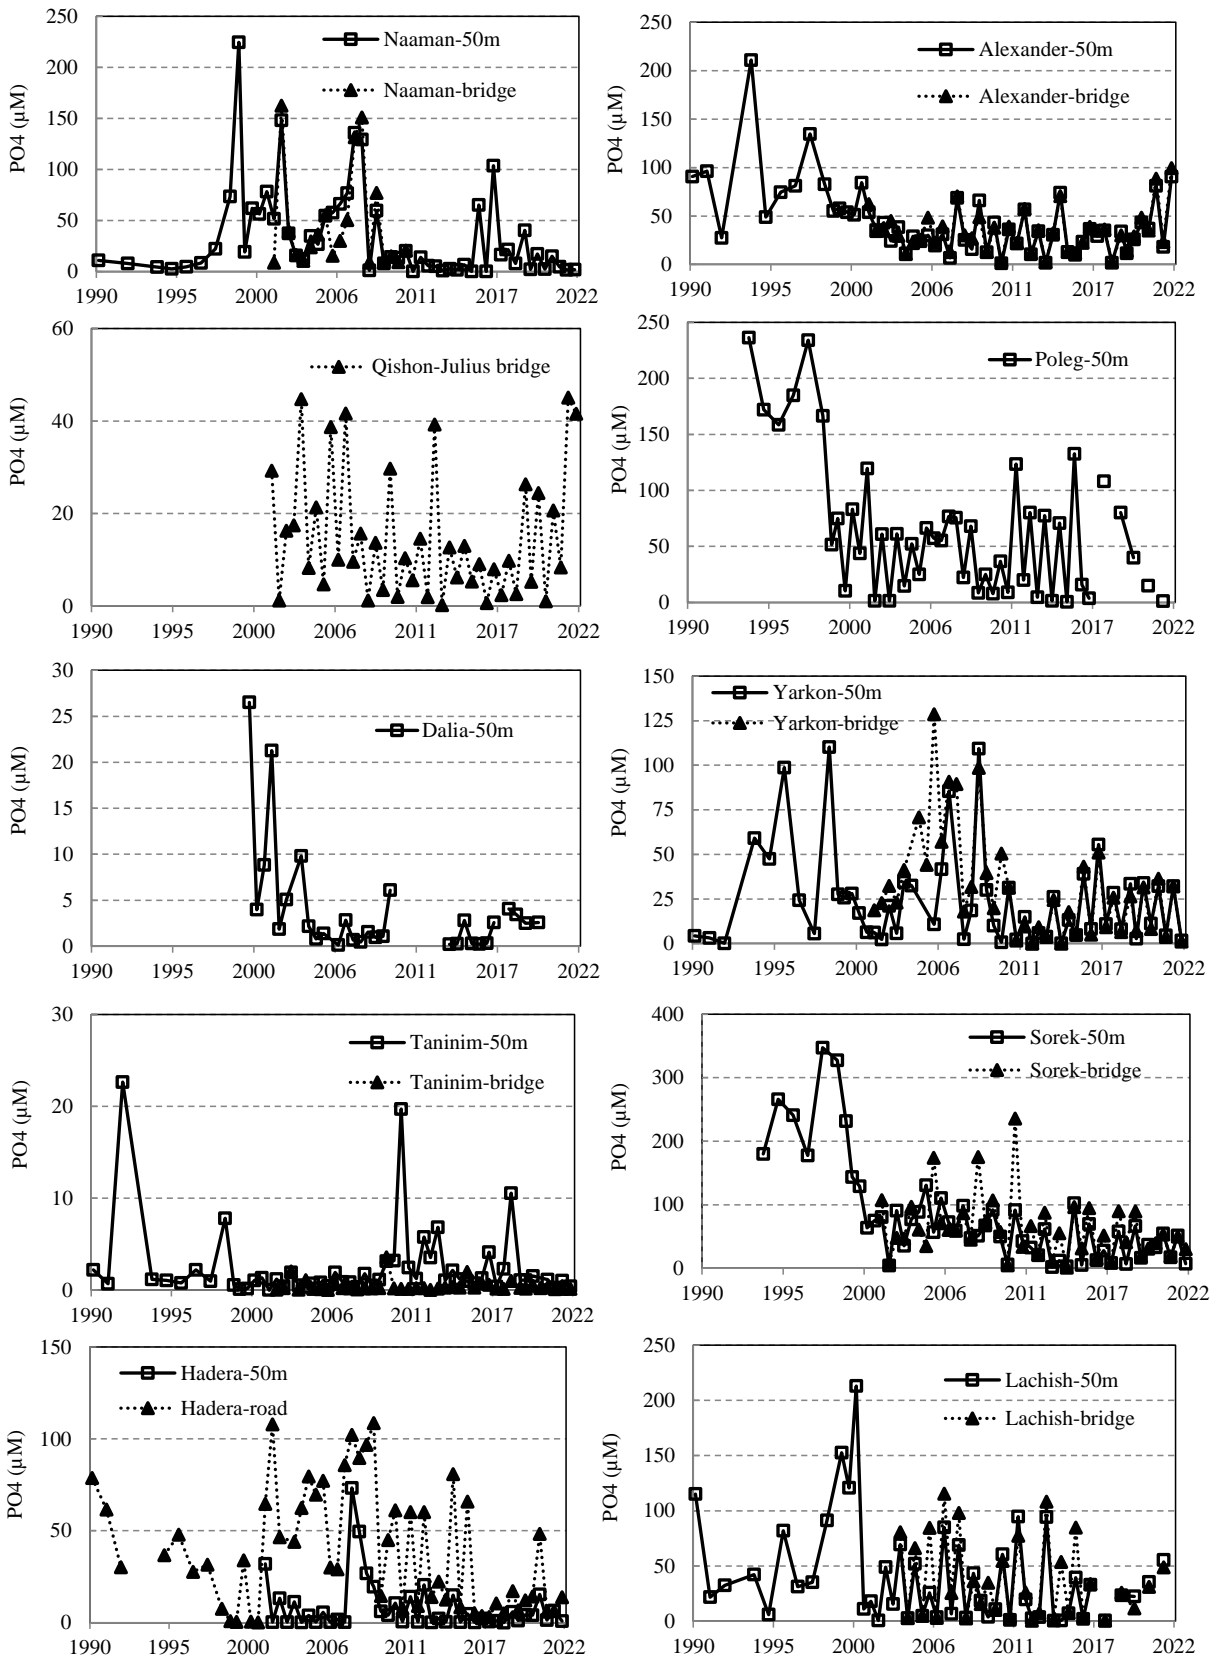 250
200
150
100
50
0
PO4 (µM)
Naaman-50m
Naaman-bridge
1990 1995 2000 2006 2011 2017 2022
250
200
150
100
50
0
PO4 (µM)
Alexander-50m
Alexander-bridge
1990 1995 2000 2006 2011 2017 2022
60
40
20
0
PO4 (µM)
Qishon-Julius bridge
1990 1995 2000 2006 2011 2017 2022
250
200
150
100
50
0
PO4 (µM)
Poleg-50m
1990 1995 2000 2006 2011 2017 2022
30
25
20
15
10
5
0
PO4 (µM)
Dalia-50m
1990 1995 2000 2006 2011 2017 2022
150
125
100
75
50
25
0
PO4 (µM)
Yarkon-50m
Yarkon-bridge
1990 1995 2000 2006 2011 2017 2022
30
20
10
0
PO4 (µM)
Taninim-50m
Taninim-bridge
1990 1995 2000 2006 2011 2017 2022
400
300
200
100
0
PO4 (µM)
Sorek-50m
Sorek-bridge
1990 1995 2000 2006 2011 2017 2022
150
100
50
0
PO4 (µM)
Hadera-50m
Hadera-road
1990 1995 2000 2006 2011 2017 2022
250
200
150
100
50
0
PO4 (µM)
Lachish-50m
Lachish-bridge
1990 1995 2000 2006 2011 2017 2022